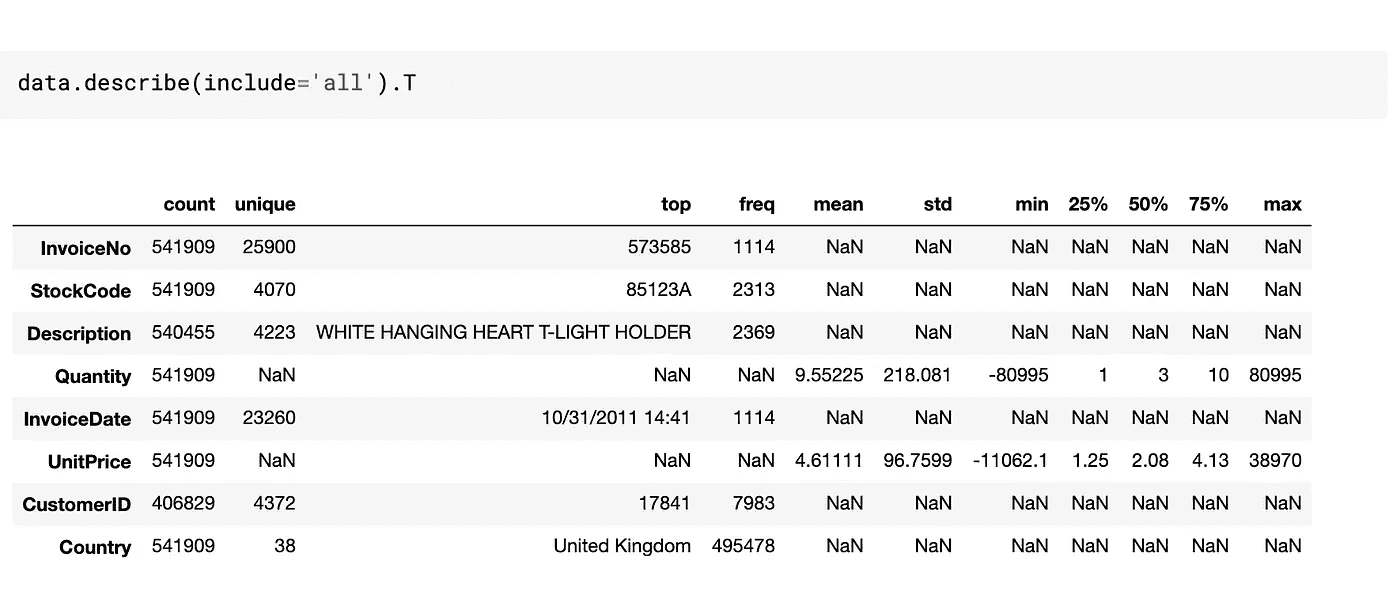 data.describe(include='all').T
count unique top freq mean std min 25% 50% 75% max
InvoiceNo 541909 25900 573585 1114 NaN NaN NaN NaN NaN NaN NaN
StockCode 541909 4070 85123A 2313 NaN NaN NaN NaN NaN NaN NaN
Description 540455 4223 WHITE HANGING HEART T-LIGHT HOLDER 2369 NaN NaN NaN NaN NaN NaN NaN
Quantity 541909 NaN NaN NaN 9.55225 218.081 -80995 1 3 10 80995
InvoiceDate 541909 23260 10/31/2011 14:41 1114 NaN NaN NaN NaN NaN NaN NaN
UnitPrice 541909 NaN NaN NaN 4.61111 96.7599 -11062.1 1.25 2.08 4.13 38970
CustomerID 406829 4372 17841 7983 NaN NaN NaN NaN NaN NaN NaN
Country 541909 38 United Kingdom 495478 NaN NaN NaN NaN NaN NaN NaN